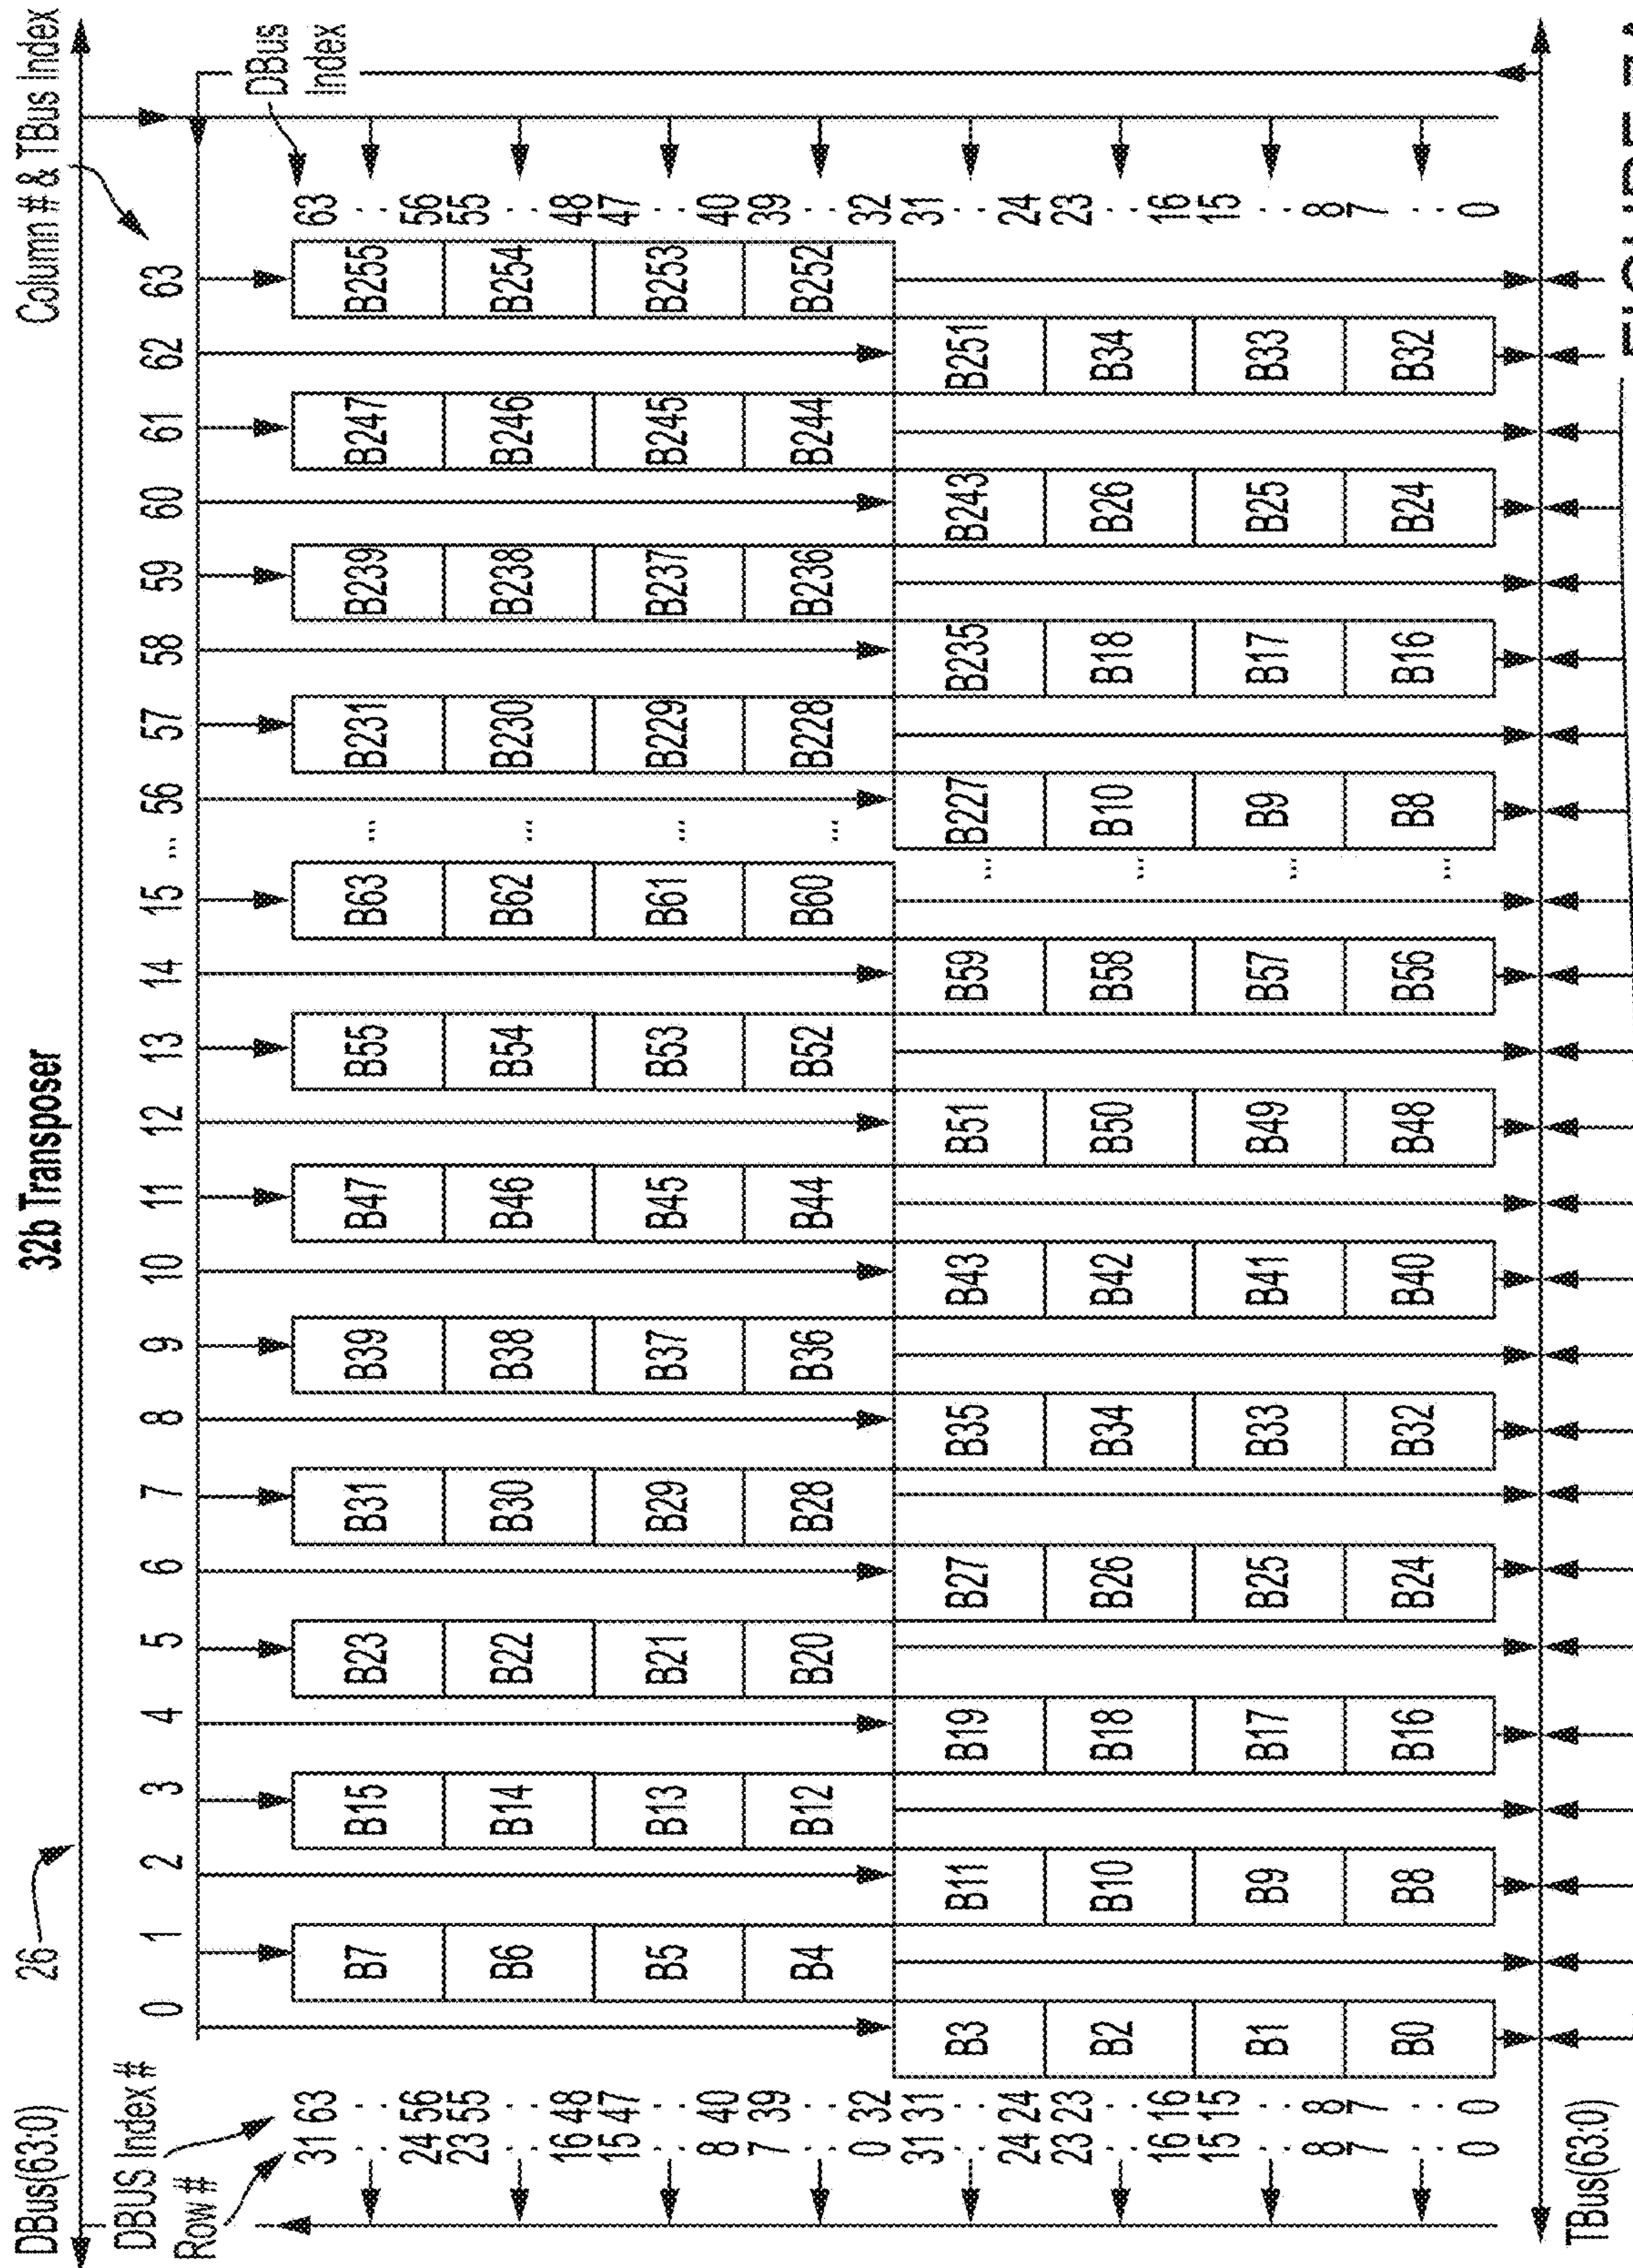 DBus(63:0) 26 32b Transposer Column # & TBus Index
DBUS Index #
Row #
0 1 2 3 4 5 6 7 8 9 10 11 12 13 14 15 ... 56 57 58 59 60 61 62 63
DBus
Index
31 63 63
B7 B15 B23 B31 B39 B47 B55 B63 ... B231 B239 B247 B255
24 56 56
23 55 55
B6 B14 B22 B30 B38 B46 B54 B62 ... B230 B238 B246 B254
16 48 48
15 47 47
B5 B13 B21 B29 B37 B45 B53 B61 ... B229 B237 B245 B253
8 40 40
7 39 39
B4 B12 B20 B28 B36 B44 B52 B60 ... B228 B236 B244 B252
0 32 32
31 31 31
B3 B11 B19 B27 B35 B43 B51 B59 ... B227 B235 B243 B251
24 24 24
23 23 23
B2 B10 B18 B26 B34 B42 B50 B58 ... B10 B18 B26 B34
16 16 16
15 15 15
B1 B9 B17 B25 B33 B41 B49 B57 ... B9 B17 B25 B33
8 8 8
7 7 7
B0 B8 B16 B24 B32 B40 B48 B56 ... B8 B16 B24 B32
0 0 0
TBus(63:0)